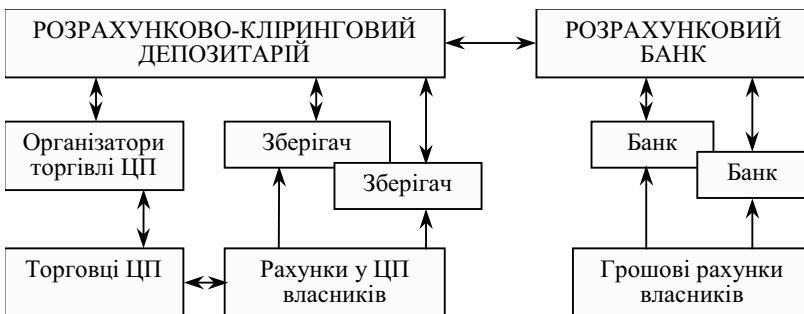 РОЗРАХУНКОВО-КЛІРИНГОВИЙ
ДЕПОЗИТАРІЙ
РОЗРАХУНКОВИЙ
БАНК
Організатори
торгівлі ЦП
Зберігач
Зберігач
Банк
Банк
Торговці ЦП
Рахунки у ЦП
власників
Грошові рахунки
власників